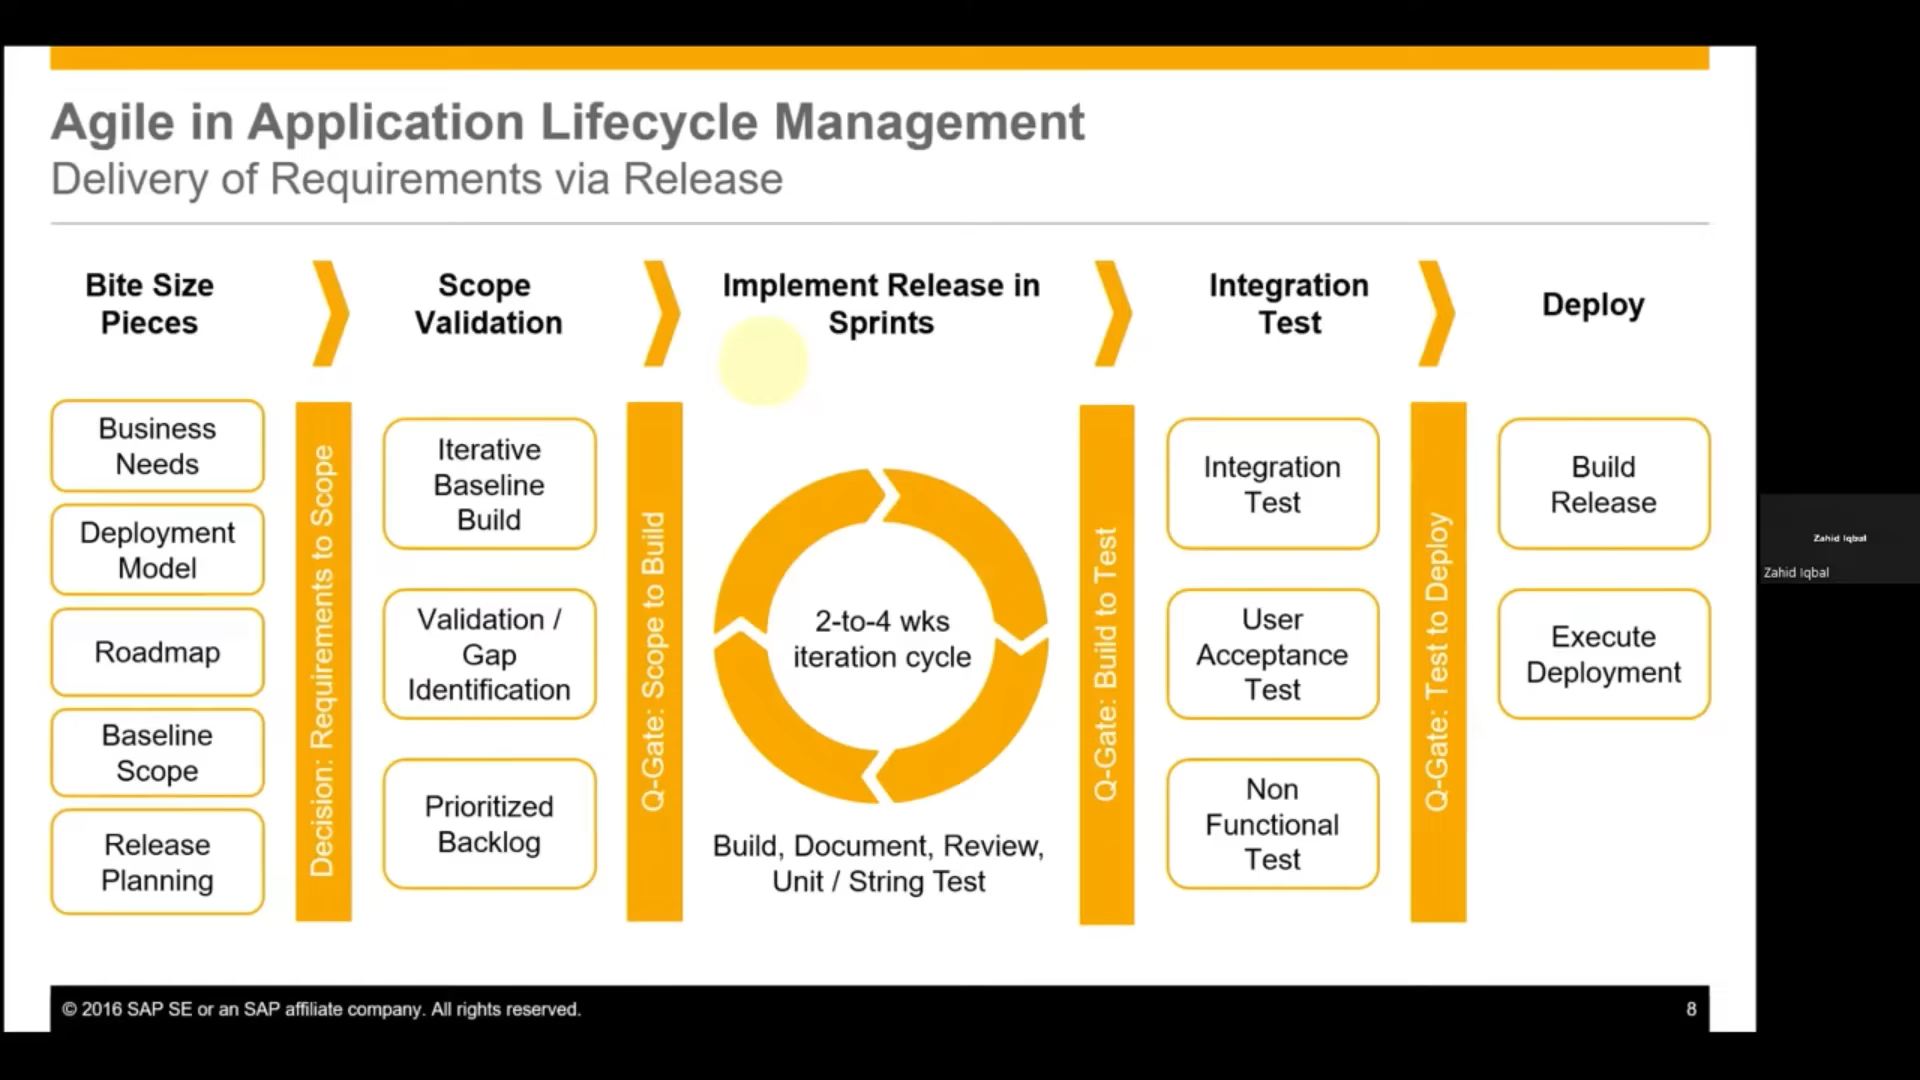 Agile in Application Lifecycle Management
Delivery of Requirements via Release
Bite Size
Pieces
Scope
Validation
Implement Release in
Sprints
Integration
Test
Deploy
Business
Needs
Deployment
Model
Roadmap
Baseline
Scope
Release
Planning
Decision: Requirements to Scope
Iterative
Baseline
Build
Validation /
Gap
Identification
Prioritized
Backlog
Q-Gate: Scope to Build
2-to-4 wks
iteration cycle
Build, Document, Review,
Unit / String Test
Q-Gate: Build to Test
Integration
Test
User
Acceptance
Test
Non
Functional
Test
Q-Gate: Test to Deploy
Build
Release
Execute
Deployment
Zahid Iqbal
Zahid Iqbal
© 2016 SAP SE or an SAP affiliate company. All rights reserved.
8